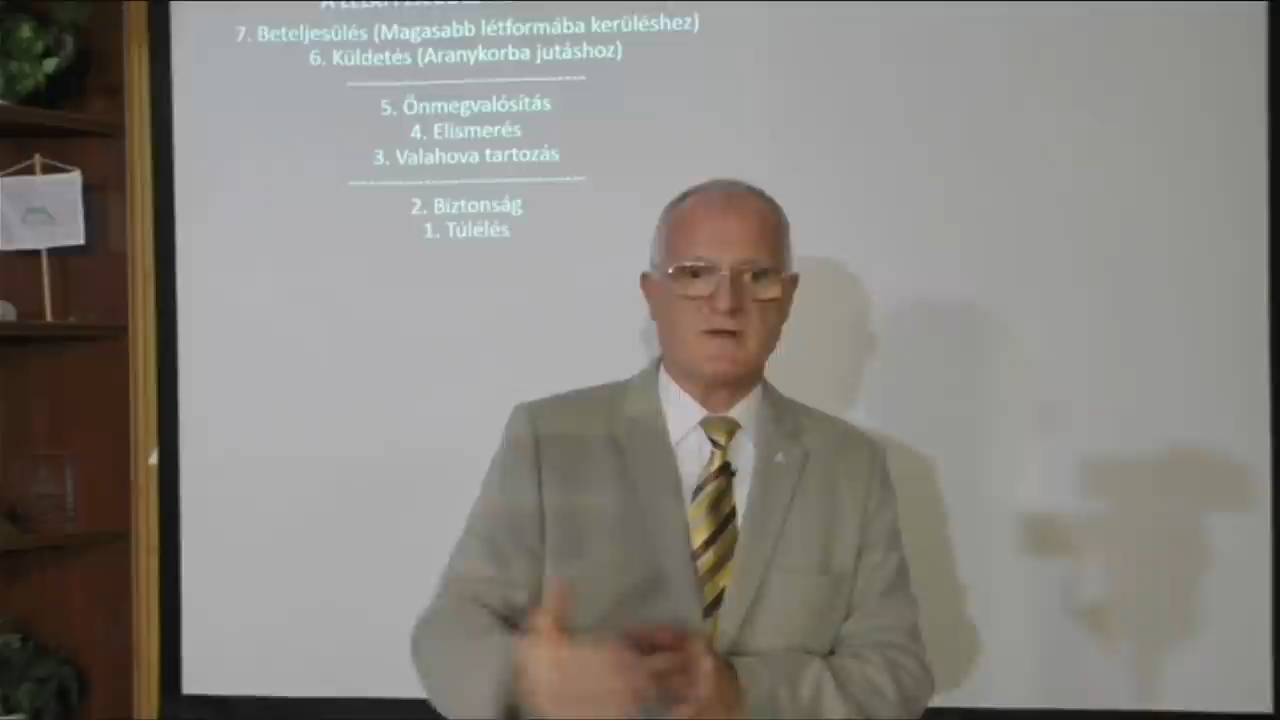 7. Beteljesülés (Magasabb létformába kerüléshez)
6. Küldetés (Aranykorba jutáshoz)
5. Önmegvalósítás
4. Elismerés
3. Valahova tartozás
2. Biztonság
1. Túlélés